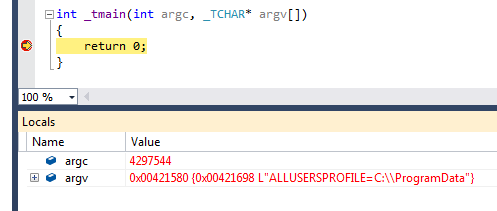 int _tmain(int argc, _TCHAR* argv[])
{
return 0;
}
100 %
Locals
Name Value
argc 4297544
argv 0x00421580 {0x00421698 L"ALLUSERSPROFILE=C:\\ProgramData"}